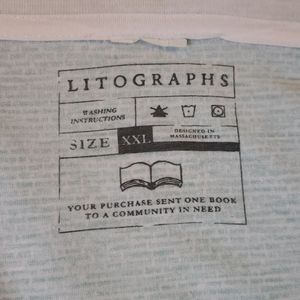 LITOGRAPHS
WASHING
INSTRUCTIONS
SIZE XXL
DESIGNED IN
MASSACHUSETTS
YOUR PURCHASE SENT ONE BOOK
TO A COMMUNITY IN NEED